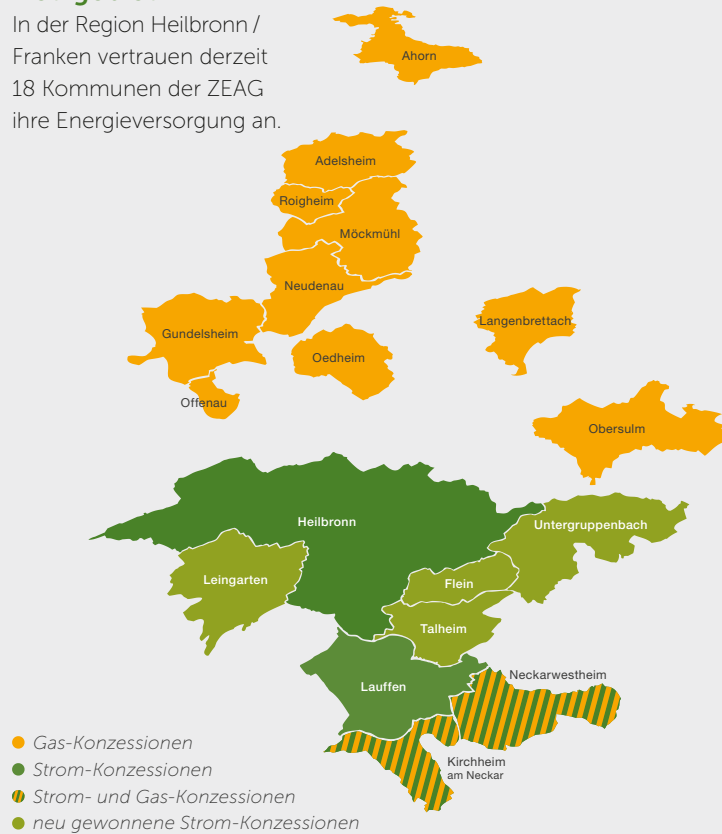 In der Region Heilbronn /
Franken vertrauen derzeit
18 Kommunen der ZEAG
ihre Energieversorgung an.
Ahorn
Adelsheim
Roigheim
Möckmühl
Neudenau
Gundelsheim
Langenbrettach
Oedheim
Offenau
Obersulm
Heilbronn
Untergruppenbach
Leingarten
Flein
Talheim
Lauffen
Neckarwestheim
Kirchheim
am Neckar
Gas-Konzessionen
Strom-Konzessionen
Strom- und Gas-Konzessionen
neu gewonnene Strom-Konzessionen